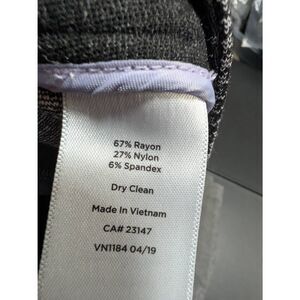 67% Rayon
27% Nylon
6% Spandex
Dry Clean
Made in Vietnam
CA# 23147
VN1184 04/19